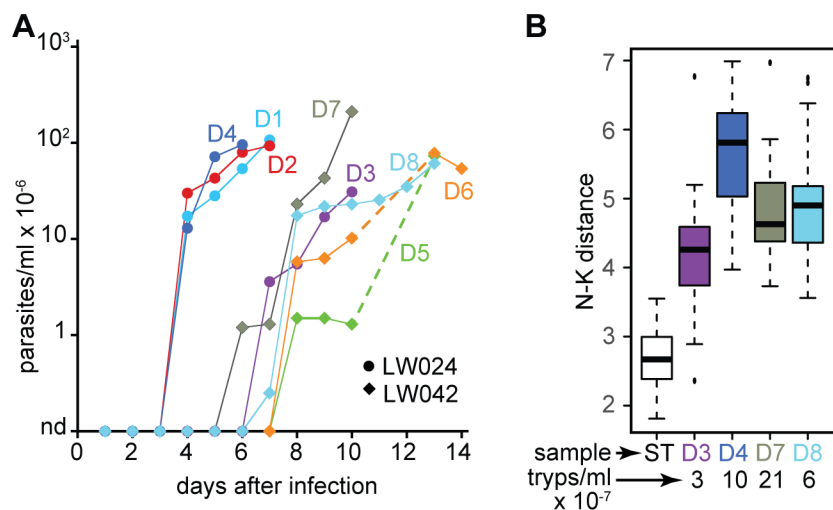 A
B
10³
10²
10
1
nd
parasites/ml x 10⁻⁶
D4
D1
D2
D7
D3
D8
D6
D5
LW024
LW042
0 2 4 6 8 10 12 14
days after infection
7
6
5
4
3
2
N-K distance
sample ST D3 D4 D7 D8
tryps/ml 3 10 21 6
x 10⁻⁷